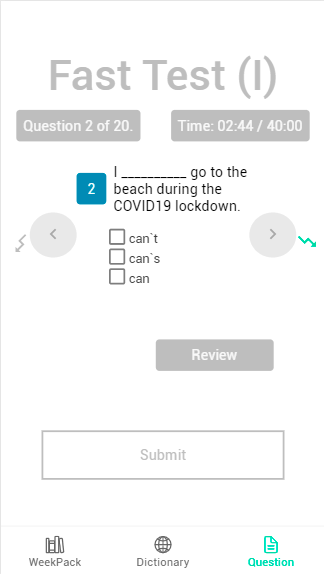 Fast Test (I)
Question 2 of 20.
Time: 02:44 / 40:00
2
I __________ go to the
beach during the
COVID19 lockdown.
can`t
can`s
can
Review
Submit
WeekPack
Dictionary
Question